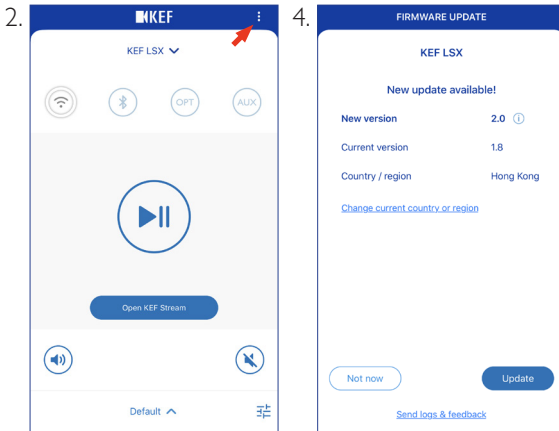 2.
KEF
KEF LSX
OPT
AUX
Open KEF Stream
Default
4.
FIRMWARE UPDATE
KEF LSX
New update available!
New version 2.0 i
Current version 1.8
Country / region Hong Kong
Change current country or region
Not now Update
Send logs & feedback